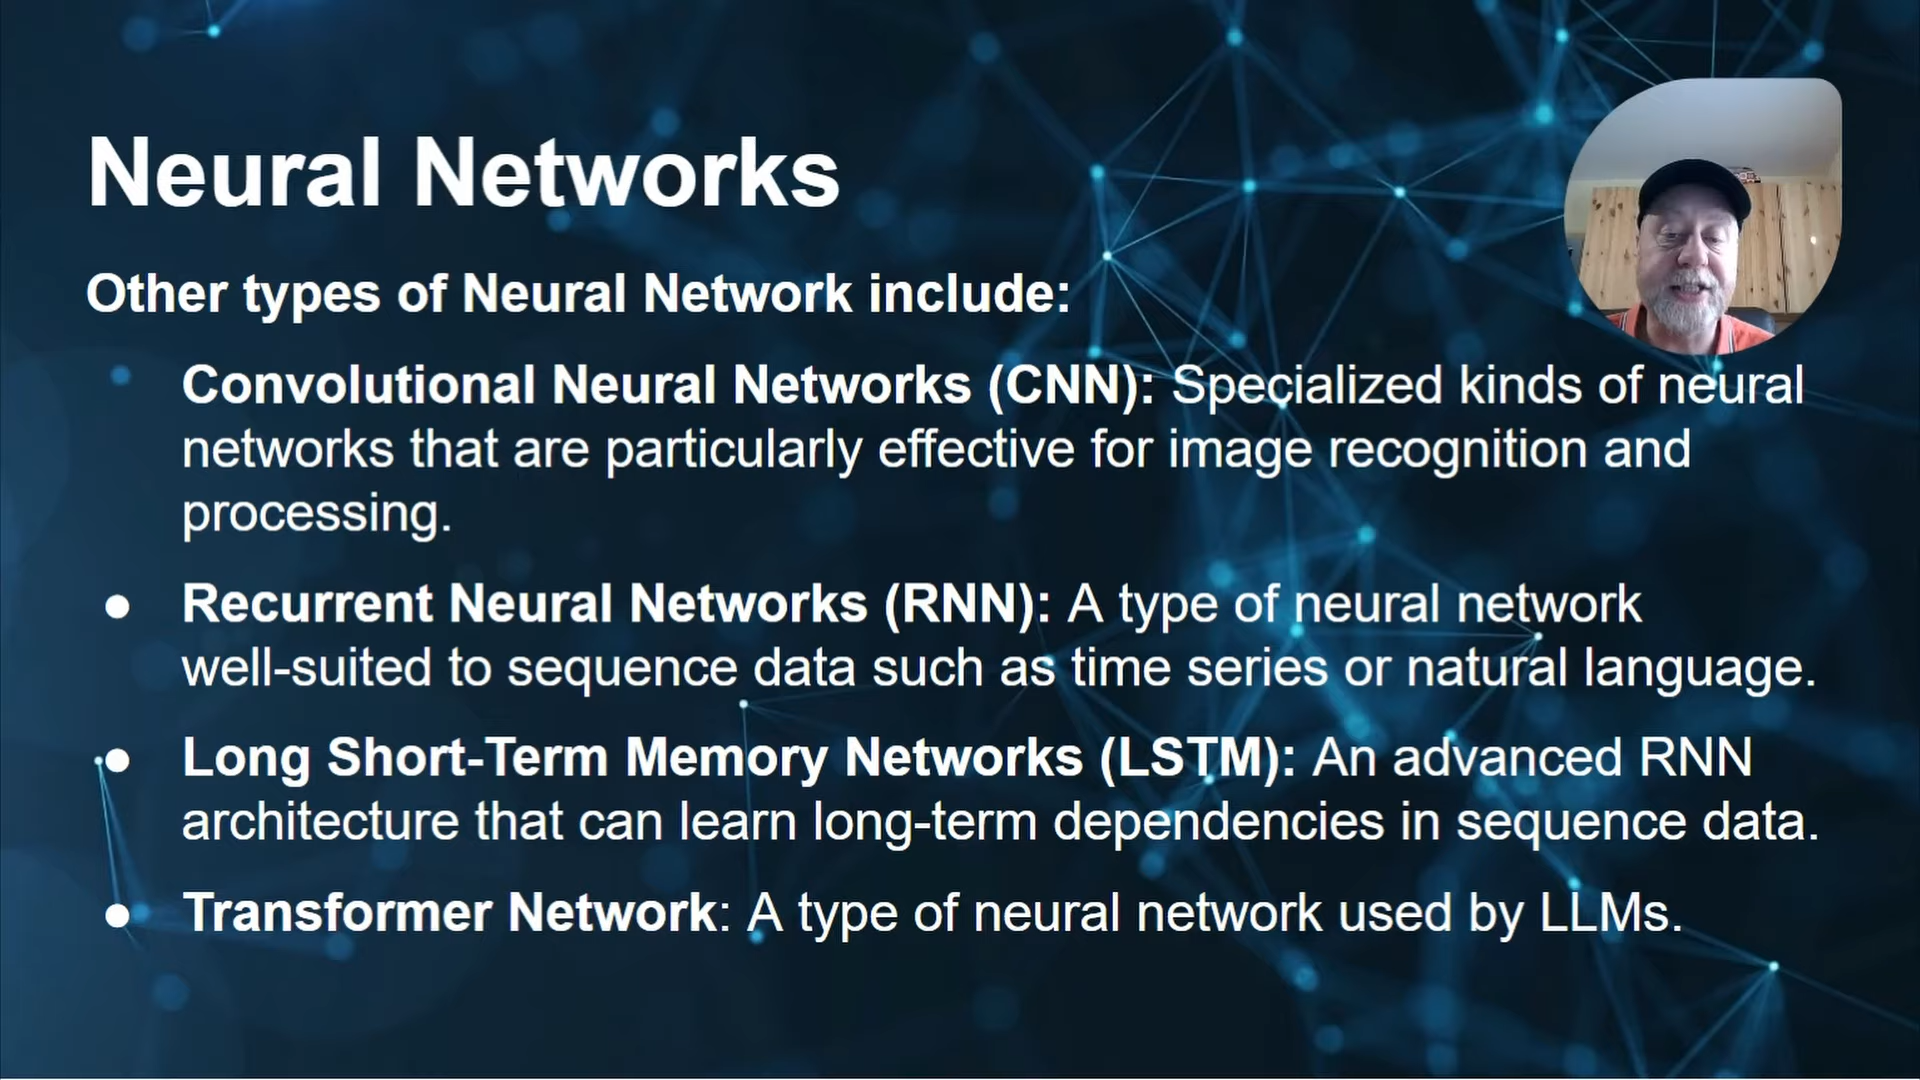 Neural Networks
Other types of Neural Network include:
Convolutional Neural Networks (CNN): Specialized kinds of neural
networks that are particularly effective for image recognition and
processing.
● Recurrent Neural Networks (RNN): A type of neural network
well-suited to sequence data such as time series or natural language.
● Long Short-Term Memory Networks (LSTM): An advanced RNN
architecture that can learn long-term dependencies in sequence data.
● Transformer Network: A type of neural network used by LLMs.